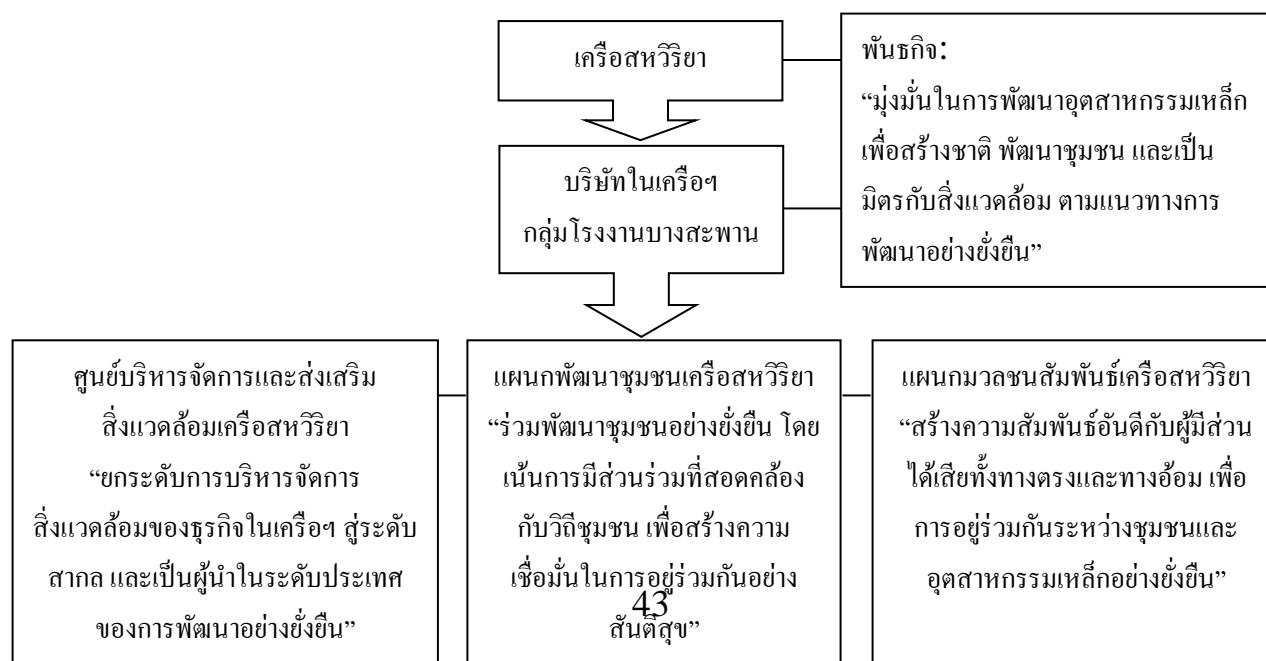 เครือสหวิริยา
พันธกิจ:
“มุ่งมั่นในการพัฒนาอุตสาหกรรมเหล็ก
เพื่อสร้างชาติ พัฒนาชุมชน และเป็น
มิตรกับสิ่งแวดล้อม ตามแนวทางการ
พัฒนาอย่างยั่งยืน”
บริษัทในเครือฯ
กลุ่มโรงงานบางสะพาน
ศูนย์บริหารจัดการและส่งเสริม
สิ่งแวดล้อมเครือสหวิริยา
“ยกระดับการบริหารจัดการ
สิ่งแวดล้อมของธุรกิจในเครือฯ สู่ระดับ
สากล และเป็นผู้นำในระดับประเทศ
ของการพัฒนาอย่างยั่งยืน”
แผนกพัฒนาชุมชนเครือสหวิริยา
“ร่วมพัฒนาชุมชนอย่างยั่งยืน โดย
เน้นการมีส่วนร่วมที่สอดคล้อง
กับวิถีชุมชน เพื่อสร้างความ
เชื่อมั่นในการอยู่ร่วมกันอย่าง
สันติสุข”
แผนกมวลชนสัมพันธ์เครือสหวิริยา
“สร้างความสัมพันธ์อันดีกับผู้มีส่วน
ได้เสียทั้งทางตรงและทางอ้อม เพื่อ
การอยู่ร่วมกันระหว่างชุมชนและ
อุตสาหกรรมเหล็กอย่างยั่งยืน”
43